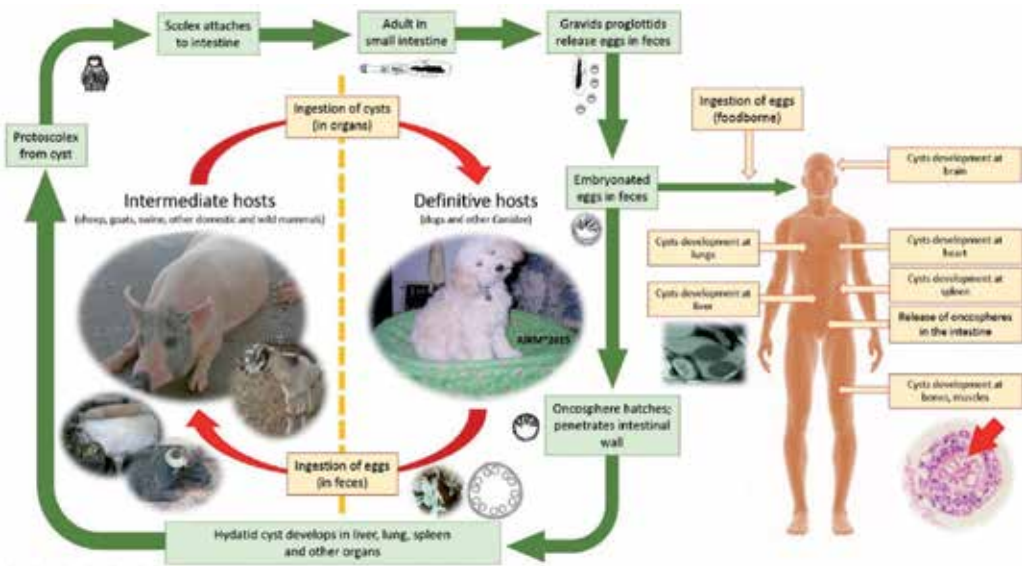 Scolex attaches
to intestine
Adult in
small intestine
Gravids proglottids
release eggs in feces
Ingestion of cysts
(in organs)
Ingestion of eggs
(foodborne)
Protoscolex
from cyst
Cysts development at
brain
Intermediate hosts
(sheep, goats, swine, other domestic and wild mammals)
Definitive hosts
(dogs and other Canidae)
Embryonated
eggs in feces
Cysts development at
lungs
Cysts development at
heart
Cysts development at
liver
Cysts development at
spleen
Release of oncospheres
in the intestine
Cysts development at
bones, muscles
Oncosphere hatches;
penetrates intestinal
wall
Ingestion of eggs
(in feces)
Hydatid cyst develops in liver, lung, spleen
and other organs